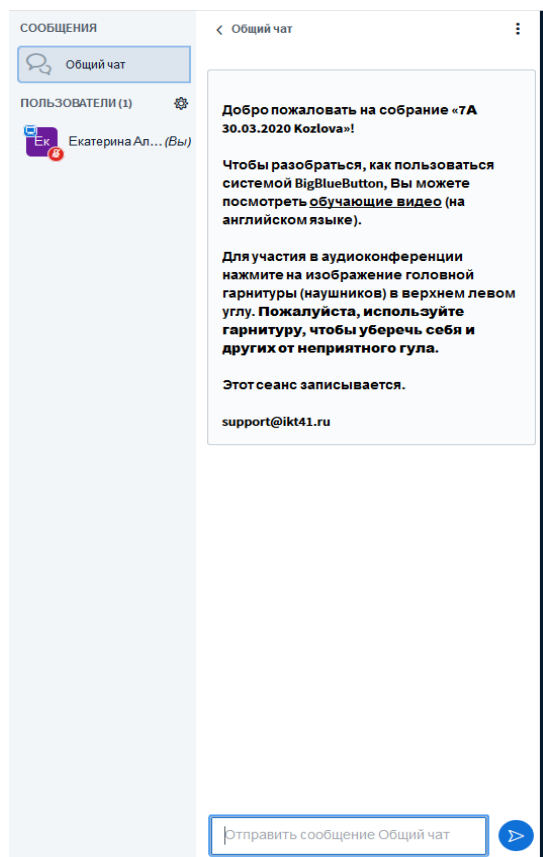 СООБЩЕНИЯ
Общий чат
ПОЛЬЗОВАТЕЛИ (1)
Ек
Екатерина Ал... (Вы)
Общий чат
Добро пожаловать на собрание «7А
30.03.2020 Kozlova»!
Чтобы разобраться, как пользоваться
системой BigBlueButton, Вы можете
посмотреть обучающие видео (на
английском языке).
Для участия в аудиоконференции
нажмите на изображение головной
гарнитуры (наушников) в верхнем левом
углу. Пожалуйста, используйте
гарнитуру, чтобы уберечь себя и
других от неприятного гула.
Этот сеанс записывается.
support@ikt41.ru
Отправить сообщение Общий чат